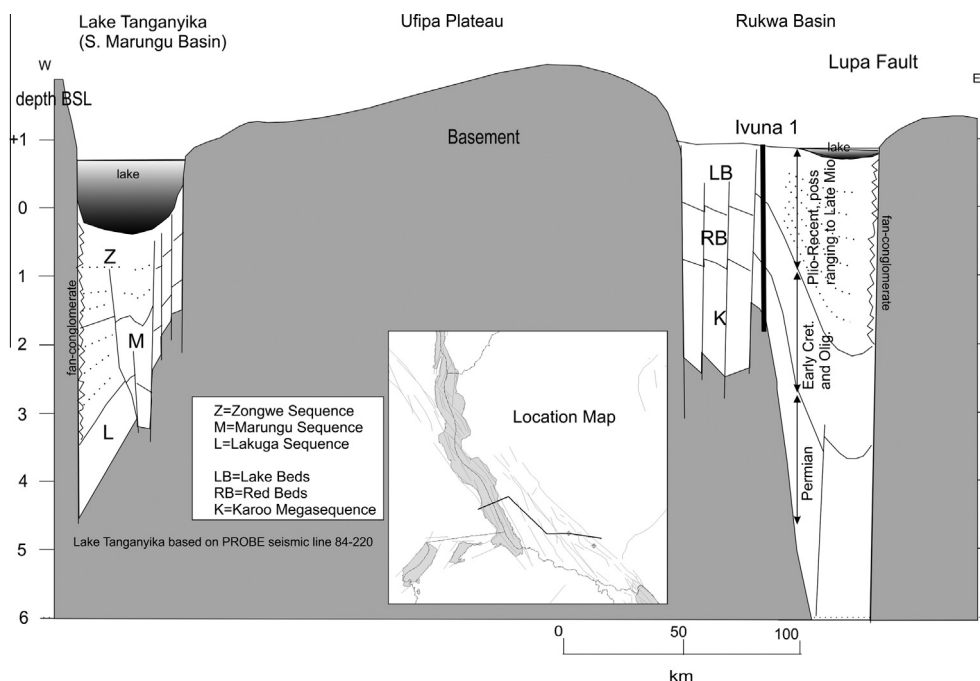 Lake Tanganyika
(S. Marungu Basin)
Ufipa Plateau
Rukwa Basin
Lupa Fault
W
E
depth BSL
+1
0
1
2
3
4
5
6
Basement
Ivuna 1
lake
lake
LB
RB
K
Z
M
L
fan-conglomerate
fan-conglomerate
Plio-Recent, poss
ranging to Late Mio
Early Cret.
and Olig.
Permian
Z=Zongwe Sequence
M=Marungu Sequence
L=Lakuga Sequence
LB=Lake Beds
RB=Red Beds
K=Karoo Megasequence
Location Map
Lake Tanganyika based on PROBE seismic line 84-220
0
50
100
km